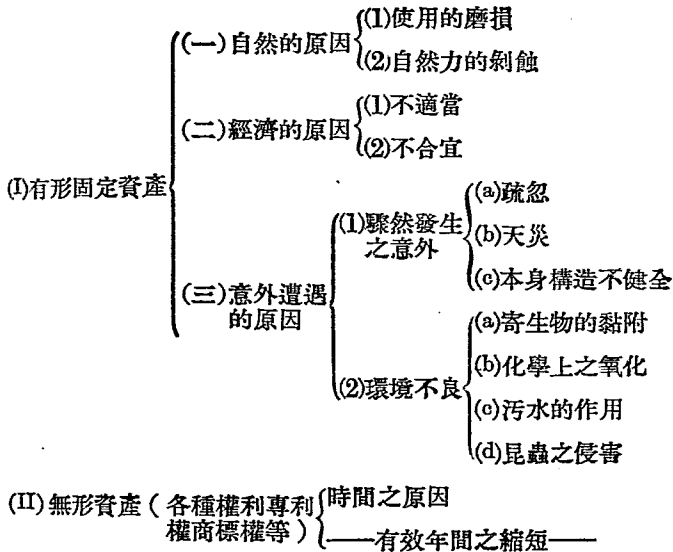 (1)使用的磨損
(一)自然的原因
(2)自然力的剝蝕
(1)不適當
(二)經濟的原因
(2)不合宜
(I)有形固定資產
(a)疏忽
(1)驟然發生
之意外
(b)天災
(c)本身構造不健全
(三)意外遭遇
的原因
(a)寄生物的黏附
(b)化學上之氧化
(2)環境不良
(c)污水的作用
(d)昆蟲之侵害
(II)無形資產(各種權利專利
權商標權等)
時間之原因
——有效年間之縮短——